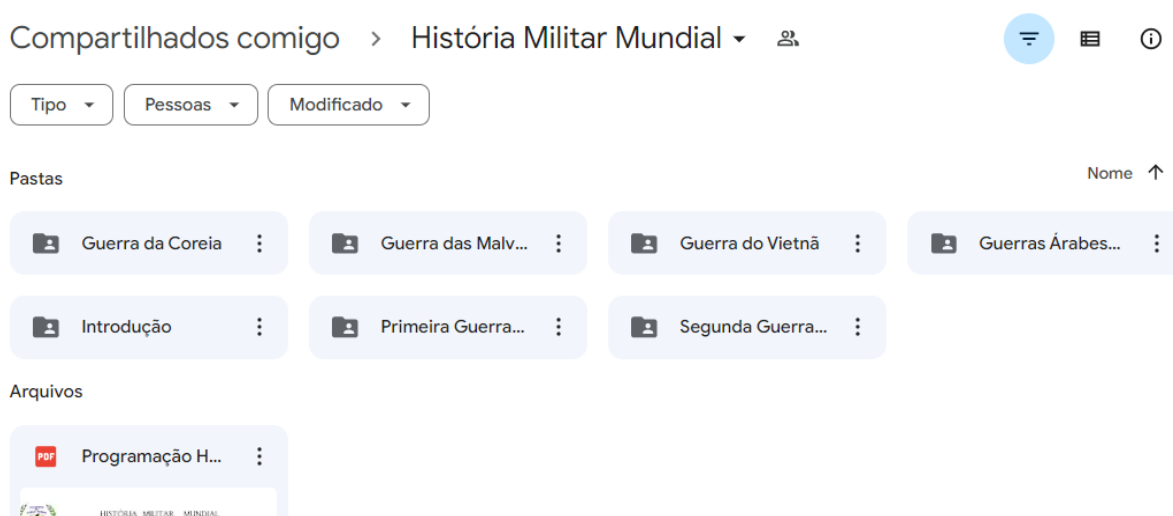 Compartilhados comigo > História Militar Mundial
Tipo Pessoas Modificado
Pastas Nome
Guerra da Coreia Guerra das Malv... Guerra do Vietnã Guerras Árabes...
Introdução Primeira Guerra... Segunda Guerra...
Arquivos
PDF Programação H...
HISTÓRIA MILITAR MUNDIAL